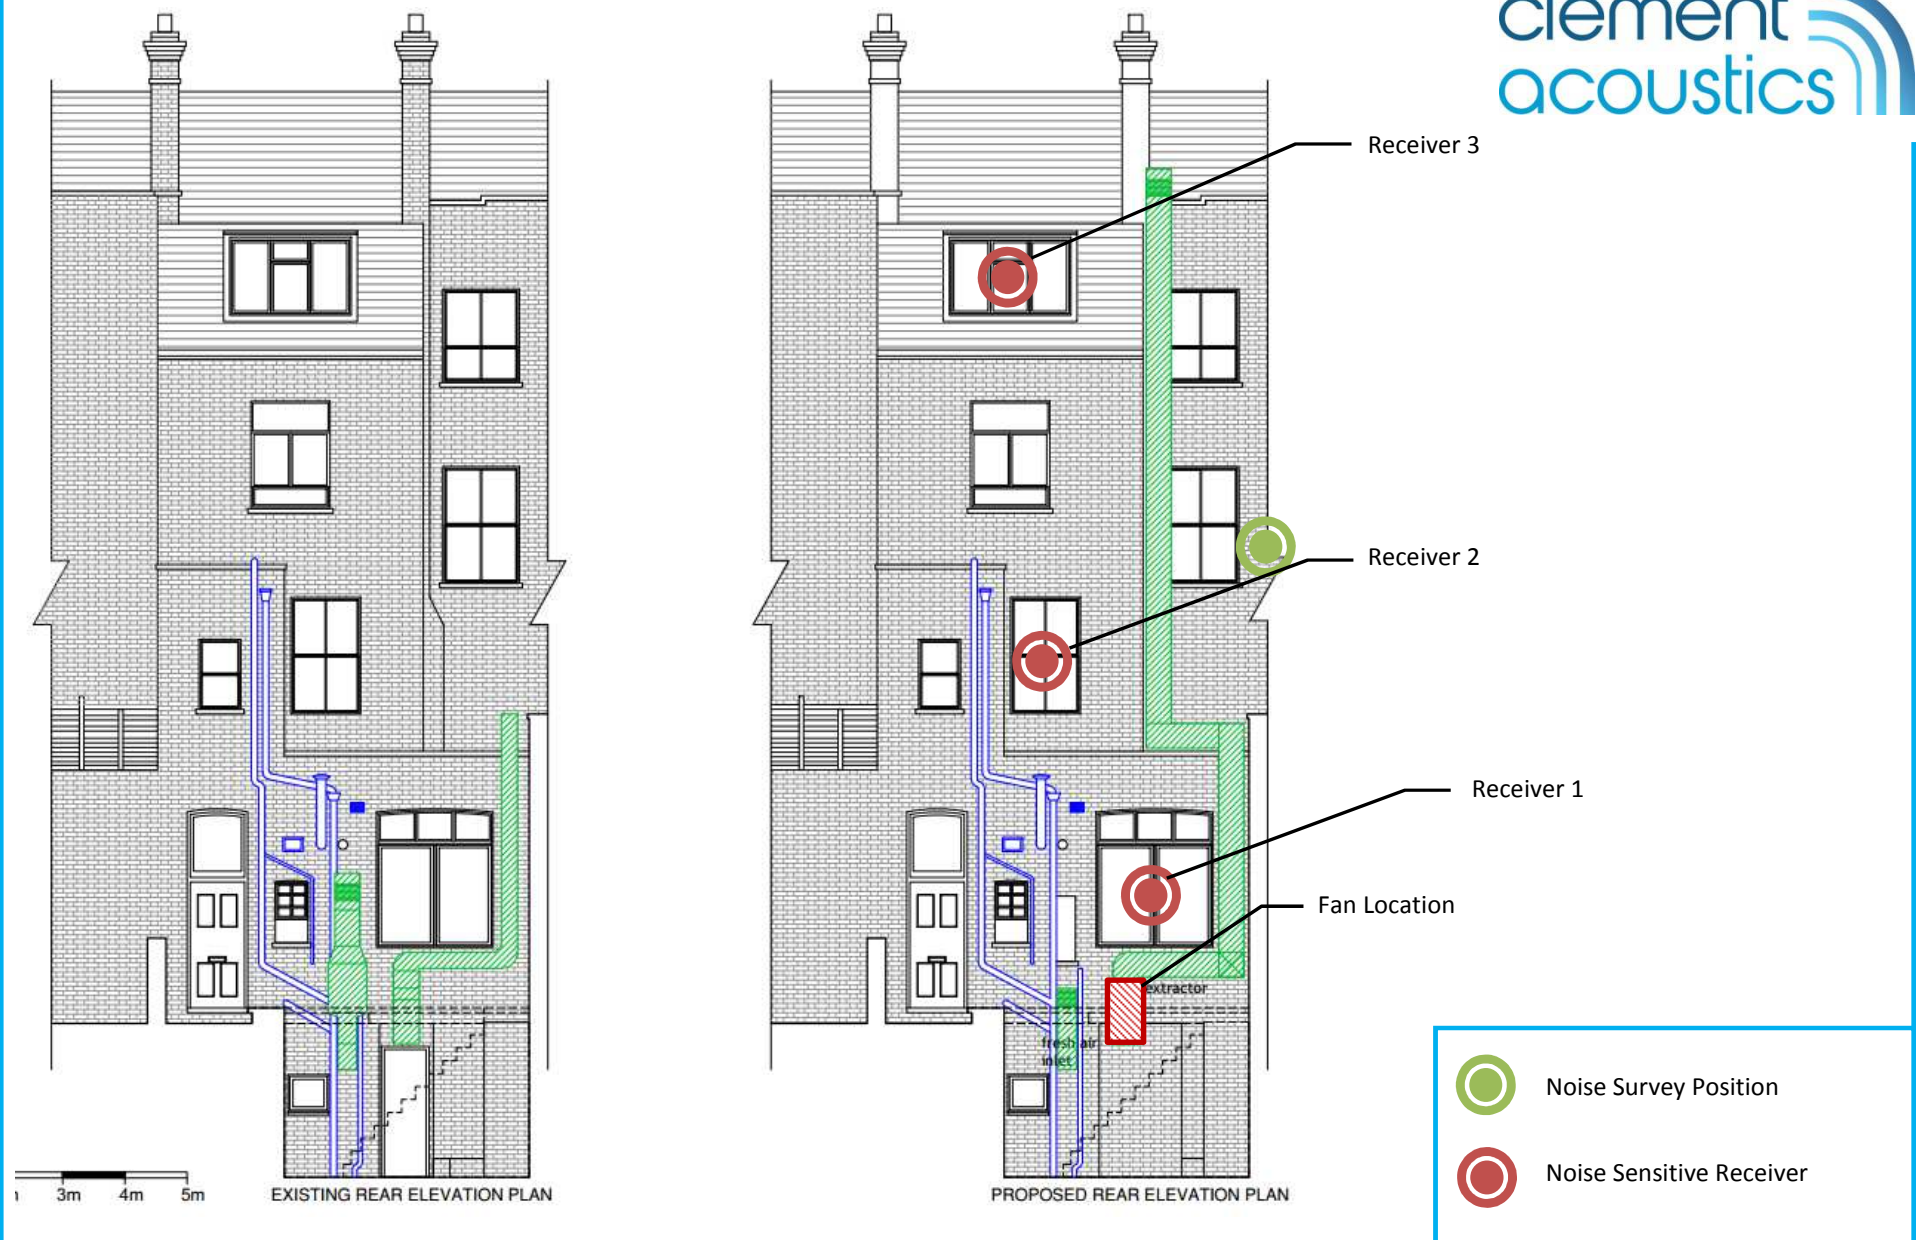 clement
acoustics
Receiver 3
Receiver 2
Receiver 1
Fan Location
extractor
fresh air
inlet
3m 4m 5m
EXISTING REAR ELEVATION PLAN
PROPOSED REAR ELEVATION PLAN
Noise Survey Position
Noise Sensitive Receiver